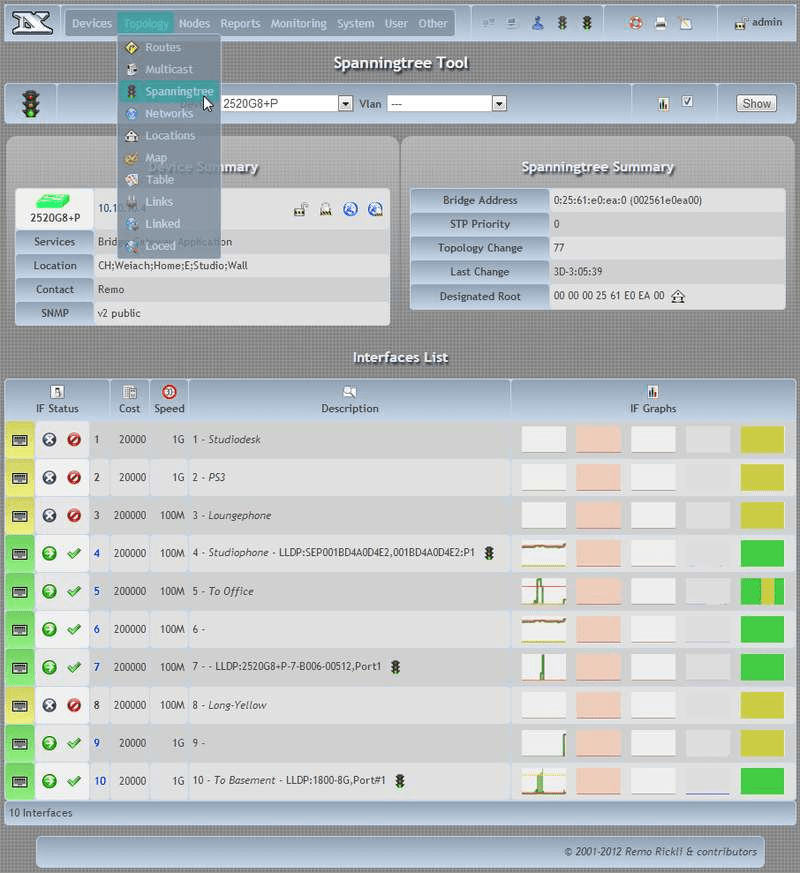 Devices Topology Nodes Reports Monitoring System User Other admin
Routes
Multicast
Spanningtree
Networks
Locations
Map
Table
Links
Linked
Loced
Spanningtree Tool
2520G8+P Vlan --- Show
Device Summary
2520G8+P
Services
Location CH;Weiach;Home;E;Studio;Wall
Contact Remo
SNMP v2 public
Spanningtree Summary
Bridge Address 0:25:61:e0:ea:0 (002561e0ea00)
STP Priority 0
Topology Change 77
Last Change 3D-3:05:39
Designated Root 00 00 00 25 61 E0 EA 00
Interfaces List
IF Status Cost Speed Description IF Graphs
1 20000 1G 1 - Studiodesk
2 20000 1G 2 - PS3
3 200000 100M 3 - Loungephone
4 200000 100M 4 - Studiophone - LLDP:SEP001BD4A0D4E2,001BD4A0D4E2:P1
5 200000 100M 5 - To Office
6 200000 100M 6 -
7 200000 100M 7 - - LLDP:2520G8+P-7-B006-00512,Port1
8 200000 100M 8 - Long-Yellow
9 20000 1G 9 -
10 20000 1G 10 - To Basement - LLDP:1800-8G,Port#1
10 Interfaces
© 2001-2012 Remo Rickli & contributors